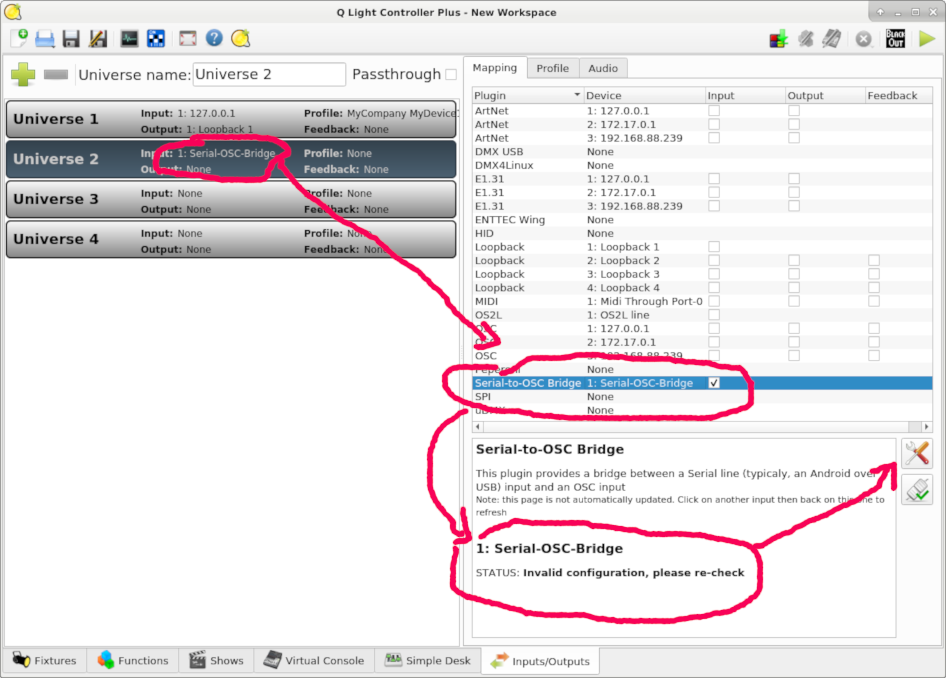 Q Light Controller Plus - New Workspace
BLACK OUT
Universe name: Universe 2 Passthrough
Universe 1 Input: 1: 127.0.0.1 Profile: MyCompany MyDevice
Output: 1: Loopback 1 Feedback: None
Universe 2 Input: 1: Serial-OSC-Bridge Profile: None
Output: None Feedback: None
Universe 3 Input: None Profile: None
Output: None Feedback: None
Universe 4 Input: None Profile: None
Output: None Feedback: None
Mapping Profile Audio
Plugin Device Input Output Feedback
ArtNet 1: 127.0.0.1
ArtNet 2: 172.17.0.1
ArtNet 3: 192.168.88.239
DMX USB None
DMX4Linux None
E1.31 1: 127.0.0.1
E1.31 2: 172.17.0.1
E1.31 3: 192.168.88.239
ENTTEC Wing None
HID None
Loopback 1: Loopback 1
Loopback 2: Loopback 2
Loopback 3: Loopback 3
Loopback 4: Loopback 4
MIDI 1: Midi Through Port-0
OS2L 1: OS2L line
OSC 1: 127.0.0.1
OSC 2: 172.17.0.1
OSC 3: 192.168.88.239
Peperoni None
Serial-to-OSC Bridge 1: Serial-OSC-Bridge
SPI None
uDMX None
Serial-to-OSC Bridge
This plugin provides a bridge between a Serial line (typicaly, an Android over
USB) input and an OSC input
Note: this page is not automatically updated. Click on another input then back on this one to
refresh
1: Serial-OSC-Bridge
STATUS: Invalid configuration, please re-check
Fixtures Functions Shows Virtual Console Simple Desk Inputs/Outputs